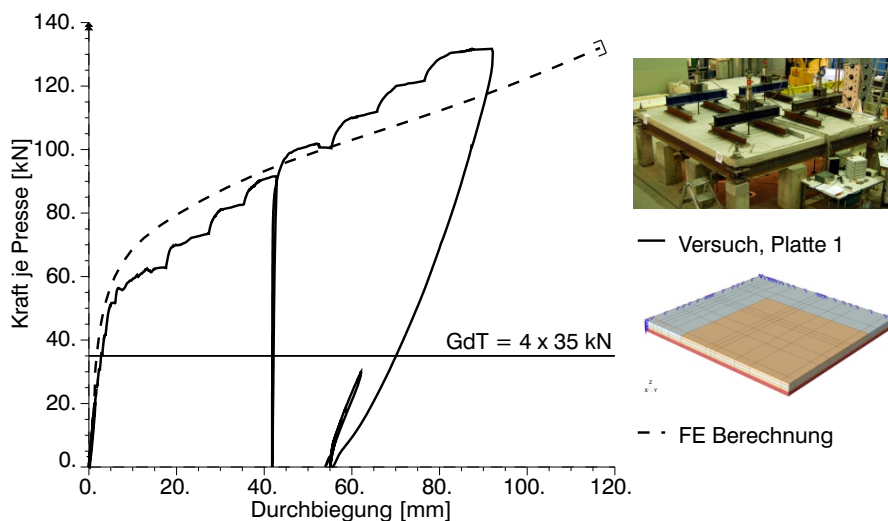 140.
120.
100.
80.
60.
40.
20.
0.
Kraft je Presse [kN]
GdT = 4 x 35 kN
0.
20.
40.
60.
80.
100.
120.
Durchbiegung [mm]
Versuch, Platte 1
Z
X Y
FE Berechnung